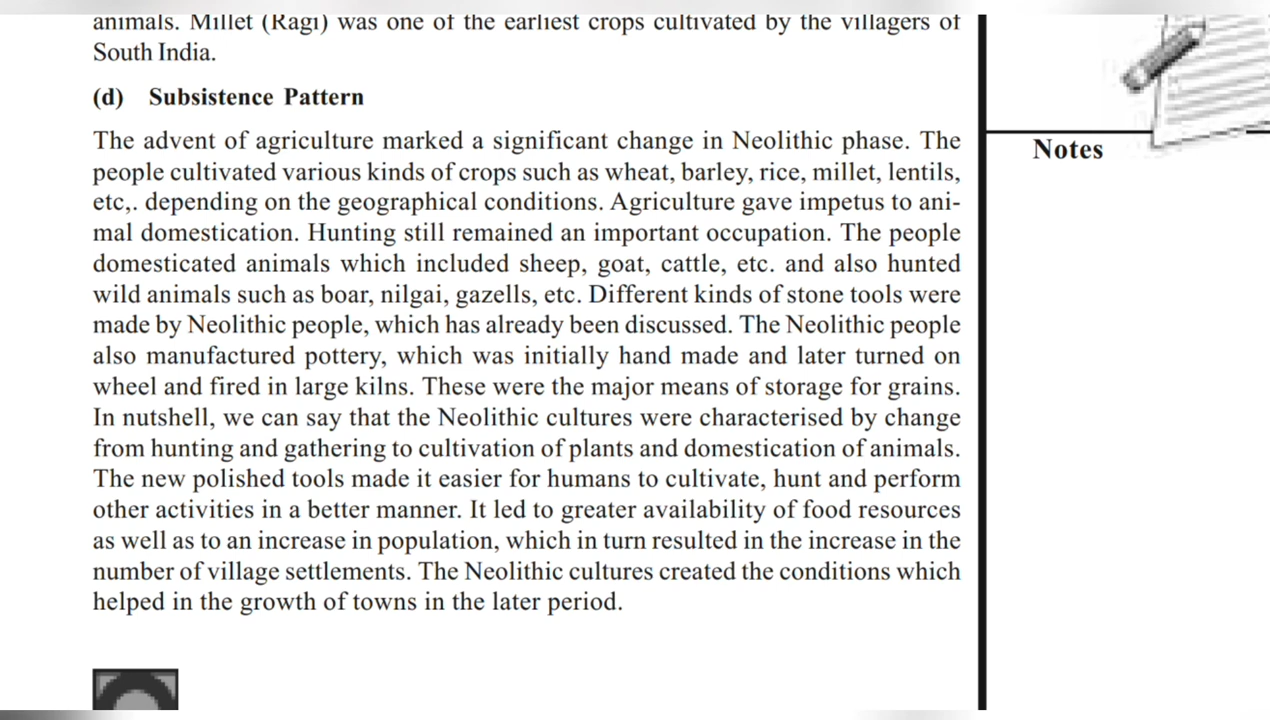 animals. Millet (Ragi) was one of the earliest crops cultivated by the villagers of
South India.
(d) Subsistence Pattern
The advent of agriculture marked a significant change in Neolithic phase. The
people cultivated various kinds of crops such as wheat, barley, rice, millet, lentils,
etc,. depending on the geographical conditions. Agriculture gave impetus to ani-
mal domestication. Hunting still remained an important occupation. The people
domesticated animals which included sheep, goat, cattle, etc. and also hunted
wild animals such as boar, nilgai, gazells, etc. Different kinds of stone tools were
made by Neolithic people, which has already been discussed. The Neolithic people
also manufactured pottery, which was initially hand made and later turned on
wheel and fired in large kilns. These were the major means of storage for grains.
In nutshell, we can say that the Neolithic cultures were characterised by change
from hunting and gathering to cultivation of plants and domestication of animals.
The new polished tools made it easier for humans to cultivate, hunt and perform
other activities in a better manner. It led to greater availability of food resources
as well as to an increase in population, which in turn resulted in the increase in the
number of village settlements. The Neolithic cultures created the conditions which
helped in the growth of towns in the later period.
Notes